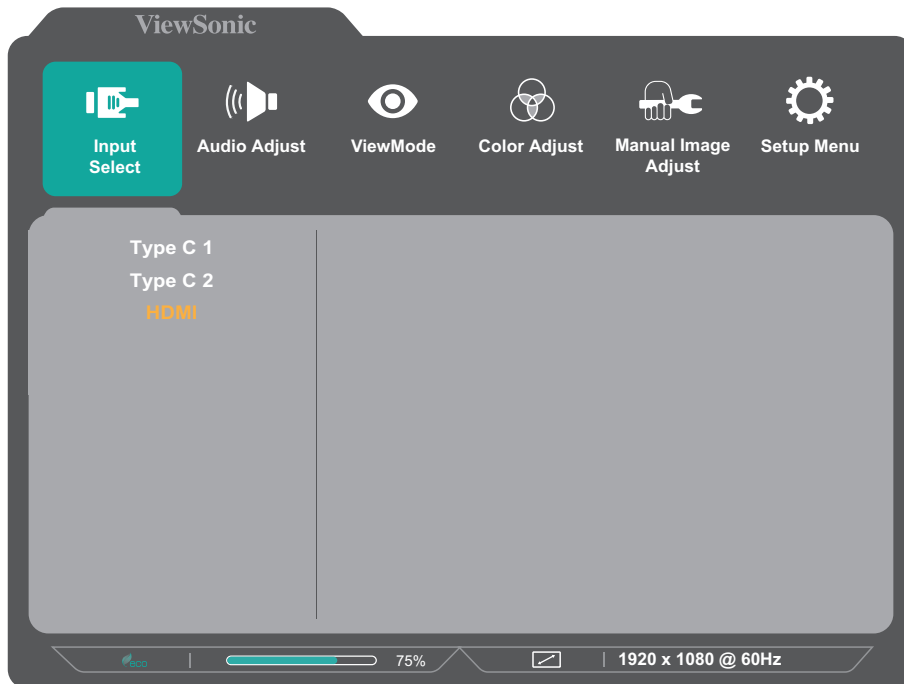 ViewSonic
Input
Select
Audio Adjust
ViewMode
Color Adjust
Manual Image
Adjust
Setup Menu
Type C 1
Type C 2
HDMI
eco
75%
1920 x 1080 @ 60Hz